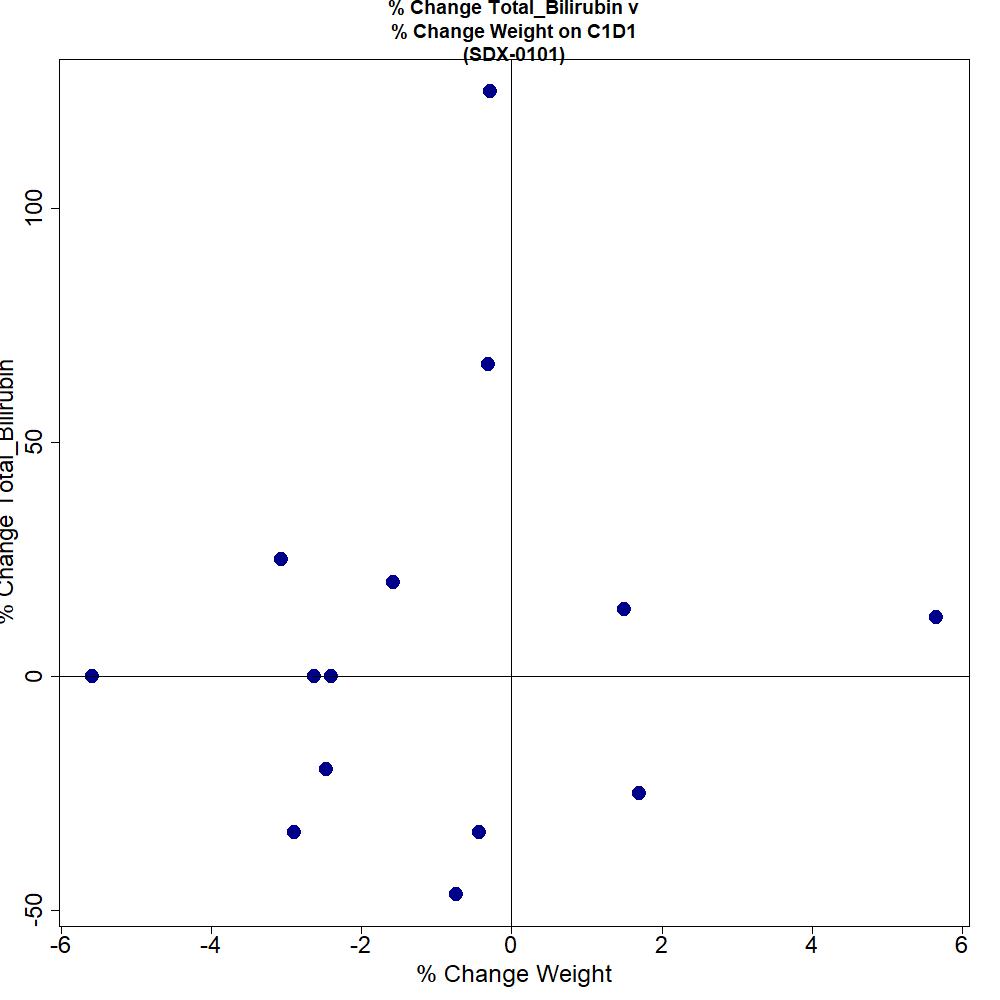 % Change Total_Bilirubin v
% Change Weight on C1D1
(SDX-0101)
% Change Total_Bilirubin
100
50
0
-50
-6
-4
-2
0
2
4
6
% Change Weight